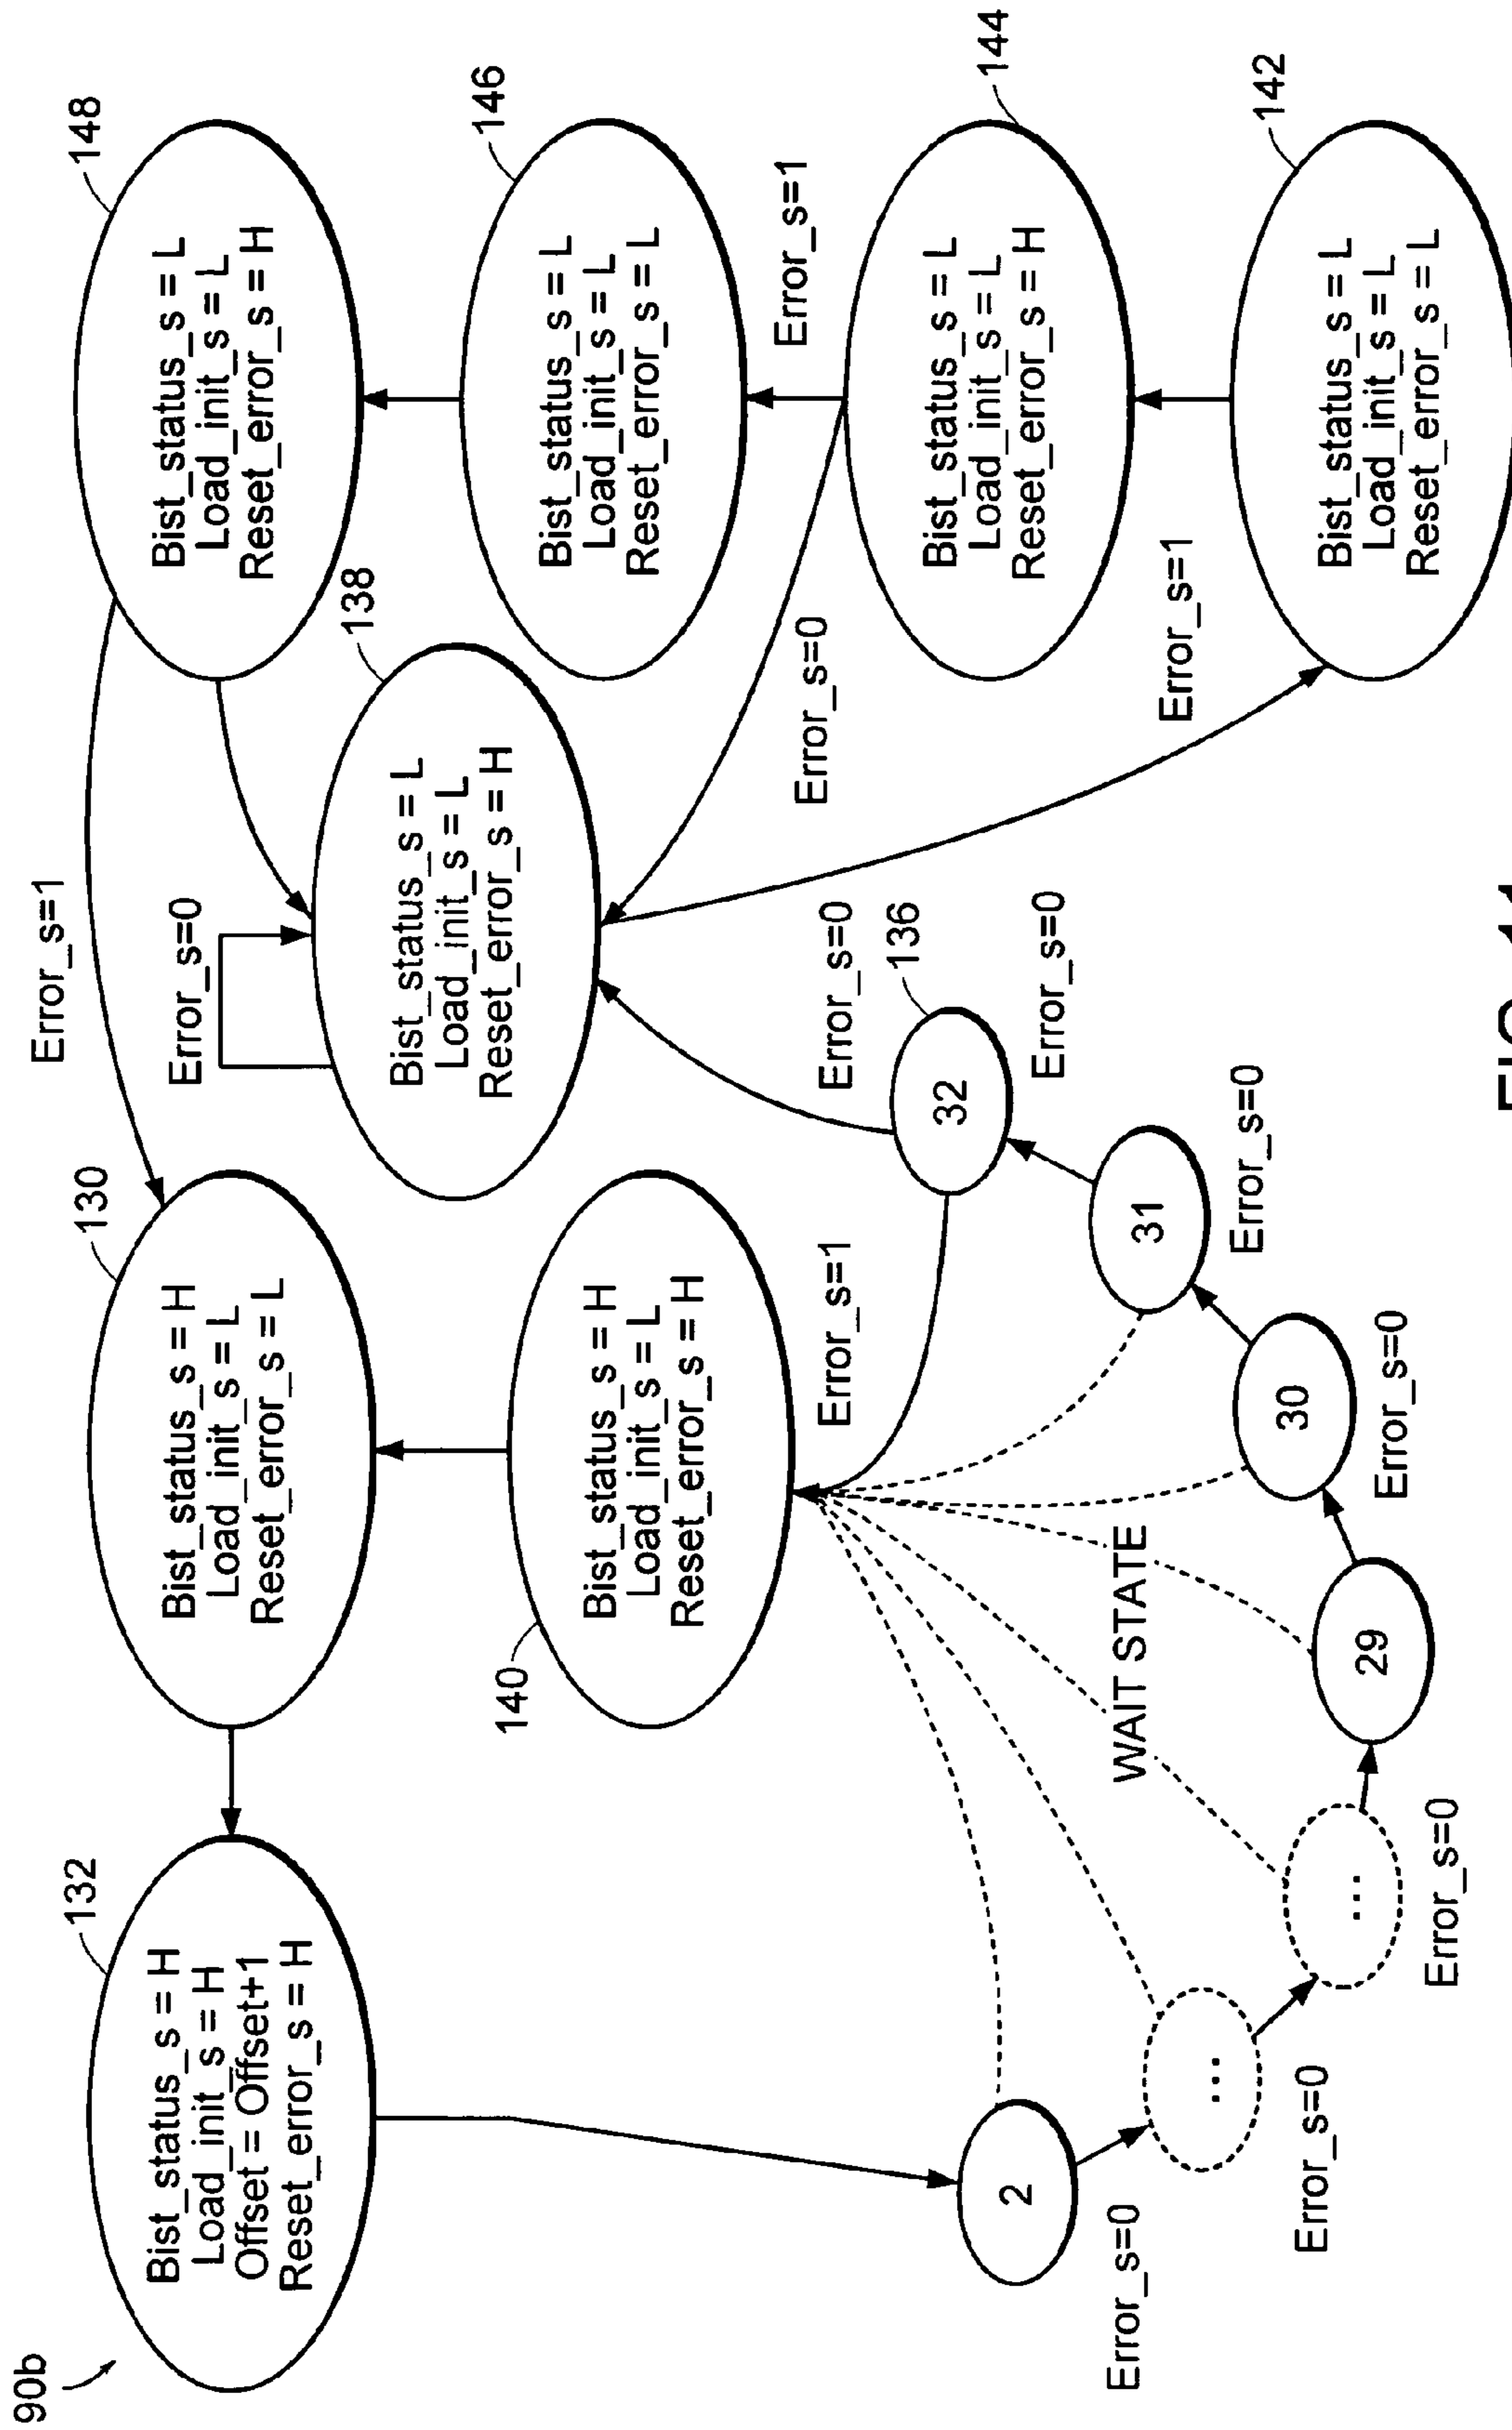 90b
132
Bist_status_s = H
Load_init_s = H
Offset = Offset+1
Reset_error_s = H
130
Bist_status_s = H
Load_init_s = L
Reset_error_s = L
Error_s=1
148
Bist_status_s = L
Load_init_s = L
Reset_error_s = H
Error_s=0
138
Bist_status_s = L
Load_init_s = L
Reset_error_s = H
146
Bist_status_s = L
Load_init_s = L
Reset_error_s = L
140
Bist_status_s = H
Load_init_s = L
Reset_error_s = H
Error_s=1
Error_s=0
Error_s=1
Error_s=0
144
Bist_status_s = L
Load_init_s = L
Reset_error_s = H
136
32
Error_s=0
2
Error_s=0
...
Error_s=0
...
Error_s=0
WAIT STATE
29
Error_s=0
30
Error_s=0
31
Error_s=1
142
Bist_status_s = L
Load_init_s = L
Reset_error_s = L